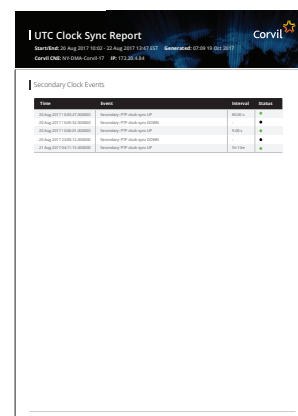 UTC Clock Sync Report
Corvil
Start/End: 20 Aug 2017 10:02 - 22 Aug 2017 13:47 EST Generated: 07:09 19 Oct 2017
Corvil CNE: NY-DMA-Corvil-17 IP: 172.20.4.84
Secondary Clock Events
Time Event Interval Status
Secondary: PTP clock sync UP
Secondary: PTP clock sync DOWN -
Secondary: PTP clock sync UP
Secondary: PTP clock sync DOWN -
Secondary: PTP clock sync UP